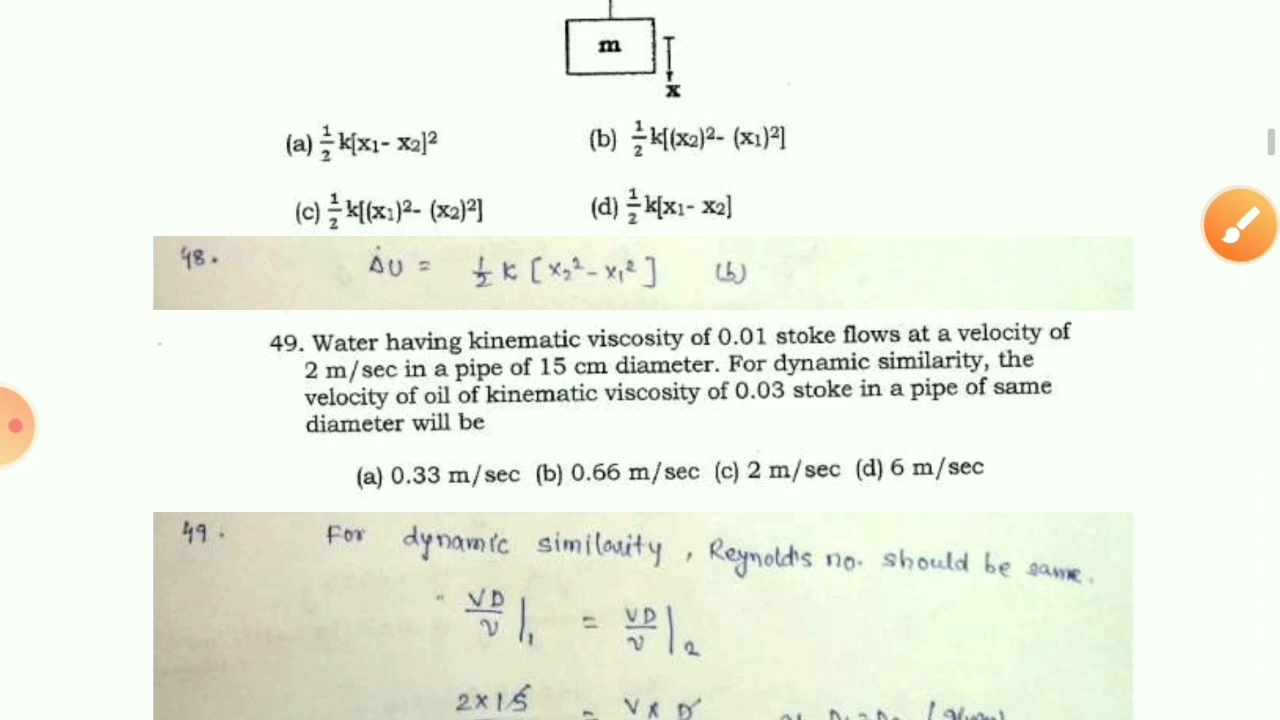 m
x
(a) 1/2 k[x1- x2]2 (b) 1/2 k[(x2)2- (x1)2]
(c) 1/2 k[(x1)2- (x2)2] (d) 1/2 k[x1- x2]
48. ΔU = 1/2 K [x₂² - x₁²] (b)
49. Water having kinematic viscosity of 0.01 stoke flows at a velocity of
2 m/sec in a pipe of 15 cm diameter. For dynamic similarity, the
velocity of oil of kinematic viscosity of 0.03 stoke in a pipe of same
diameter will be
(a) 0.33 m/sec (b) 0.66 m/sec (c) 2 m/sec (d) 6 m/sec
49. For dynamic similarity, Reynold's no. should be same.
VD/ν |₁ = VD/ν |₂
2×15 = V × D